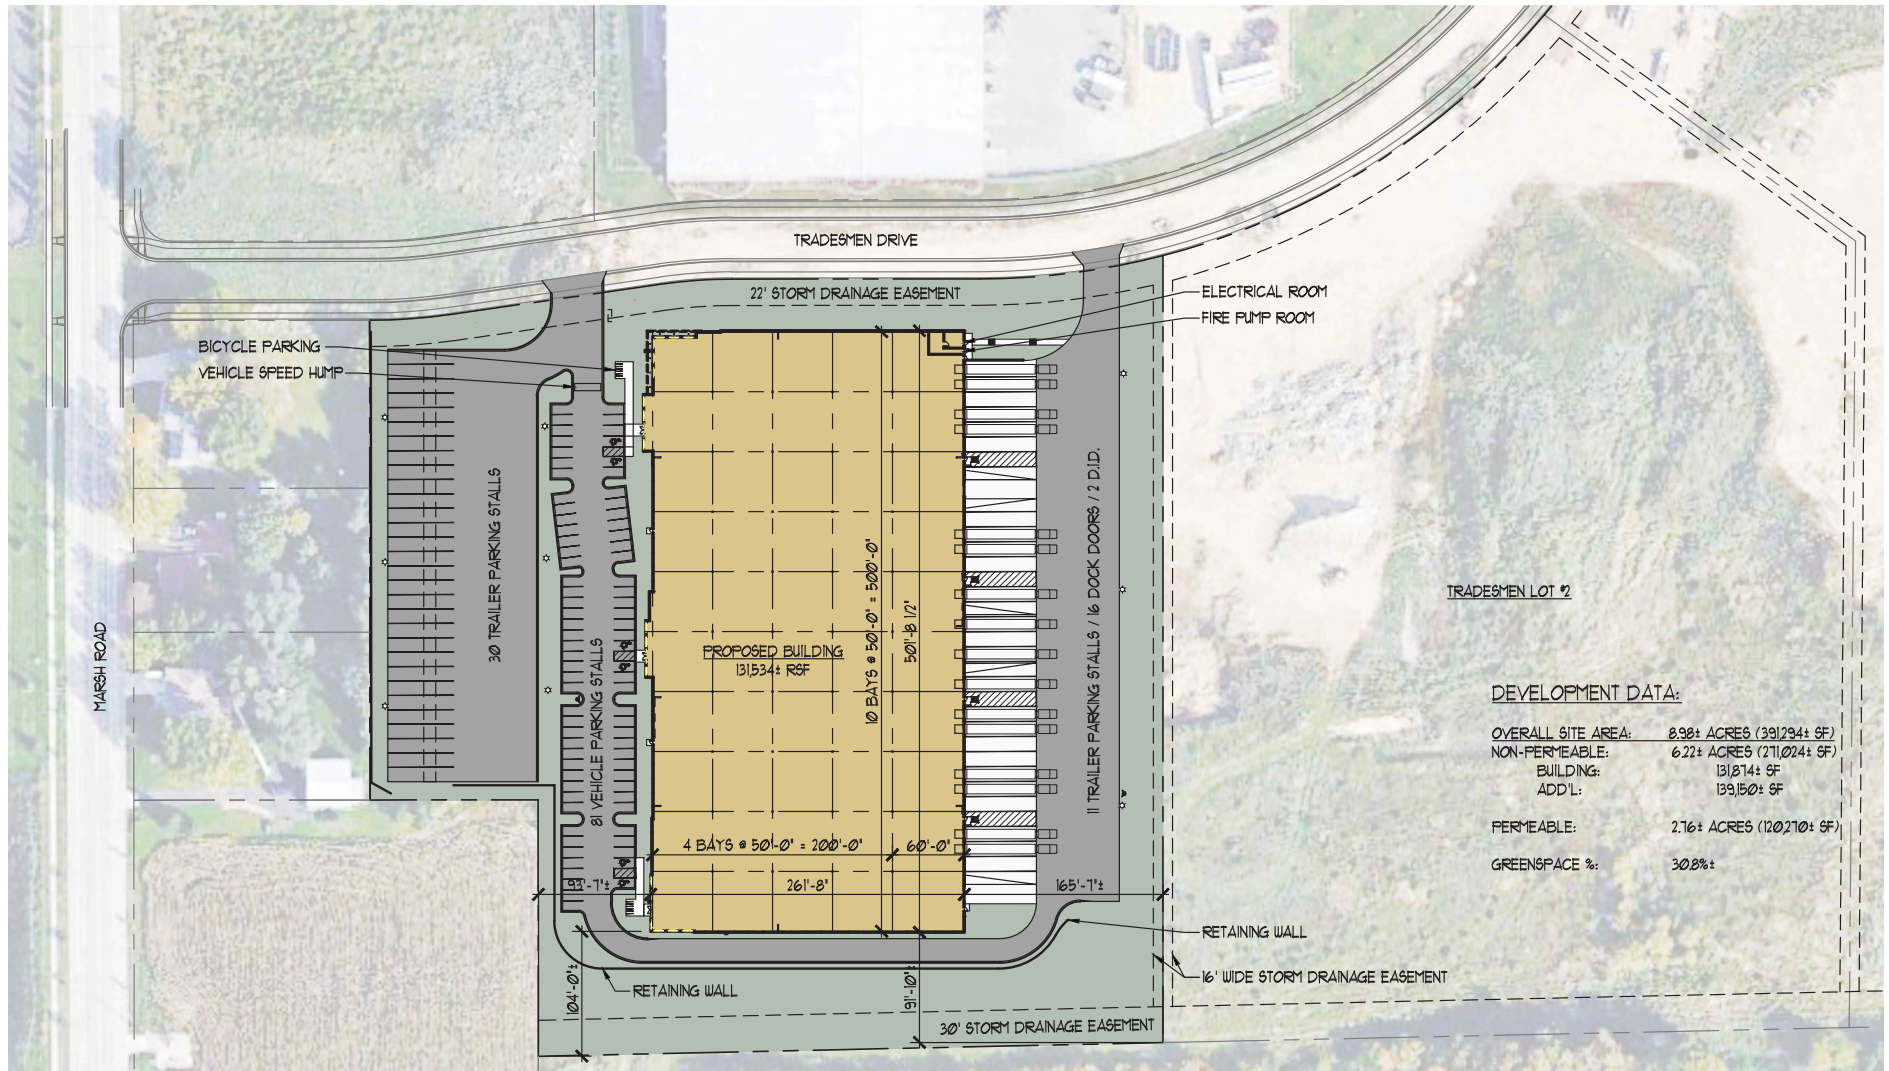 TRADESMEN DRIVE
22' STORM DRAINAGE EASEMENT
ELECTRICAL ROOM
FIRE PUMP ROOM
BICYCLE PARKING
VEHICLE SPEED HUMP
MARSH ROAD
30 TRAILER PARKING STALLS
81 VEHICLE PARKING STALLS
PROPOSED BUILDING
131,534± RSF
10 BAYS @ 50'-0" = 500'-0"
501'-8 1/2"
11 TRAILER PARKING STALLS / 16 DOCK DOORS / 2 D.I.D.
4 BAYS @ 50'-0" = 200'-0"
60'-0"
93'-7"±
261'-8"
165'-7"±
104'-0"±
91'-10"±
RETAINING WALL
RETAINING WALL
16' WIDE STORM DRAINAGE EASEMENT
30' STORM DRAINAGE EASEMENT
TRADESMEN LOT #2
DEVELOPMENT DATA:
OVERALL SITE AREA: 8.98± ACRES (391,294± SF)
NON-PERMEABLE: 6.22± ACRES (271,024± SF)
BUILDING: 131,874± SF
ADD'L: 139,150± SF
PERMEABLE: 2.76± ACRES (120,270± SF)
GREENSPACE %: 30.8%±